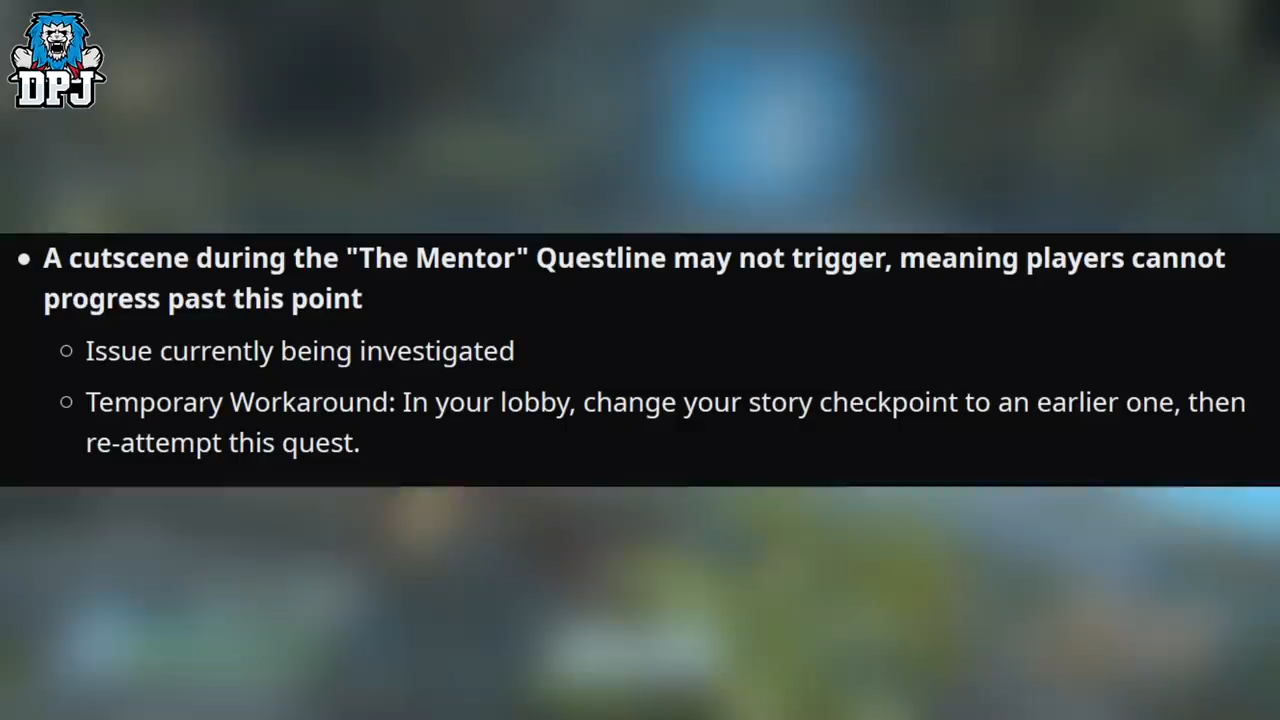 DPJ
• A cutscene during the "The Mentor" Questline may not trigger, meaning players cannot
progress past this point
○ Issue currently being investigated
○ Temporary Workaround: In your lobby, change your story checkpoint to an earlier one, then
re-attempt this quest.